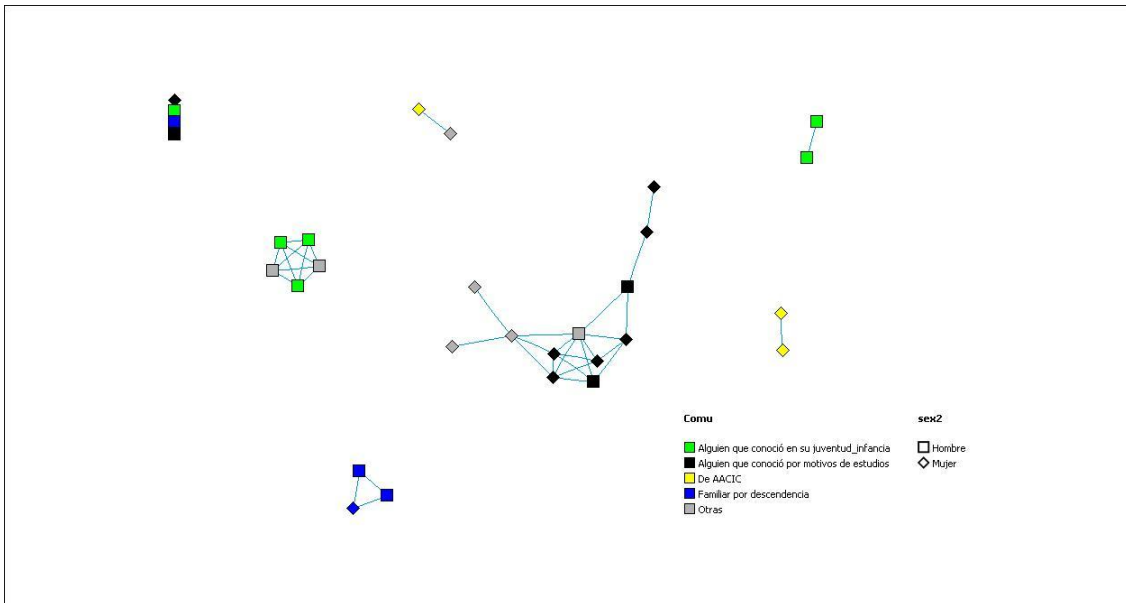 Comu
Alguien que conoció en su juventud_infancia
Alguien que conoció por motivos de estudios
De AACIC
Familiar por descendencia
Otras
sex2
Hombre
Mujer